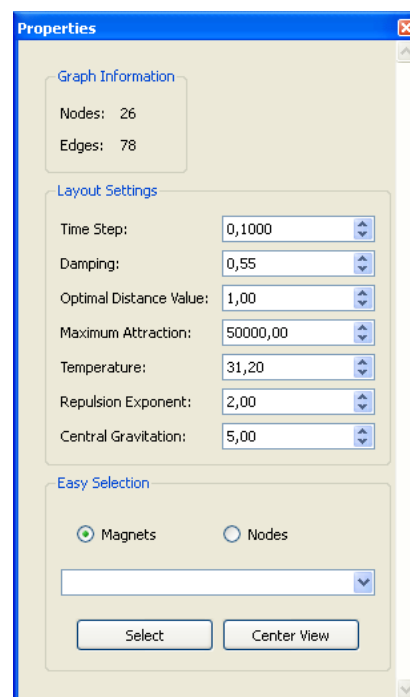 Properties
Graph Information
Nodes: 26
Edges: 78
Layout Settings
Time Step: 0,1000
Damping: 0,55
Optimal Distance Value: 1,00
Maximum Attraction: 50000,00
Temperature: 31,20
Repulsion Exponent: 2,00
Central Gravitation: 5,00
Easy Selection
Magnets Nodes
Select Center View